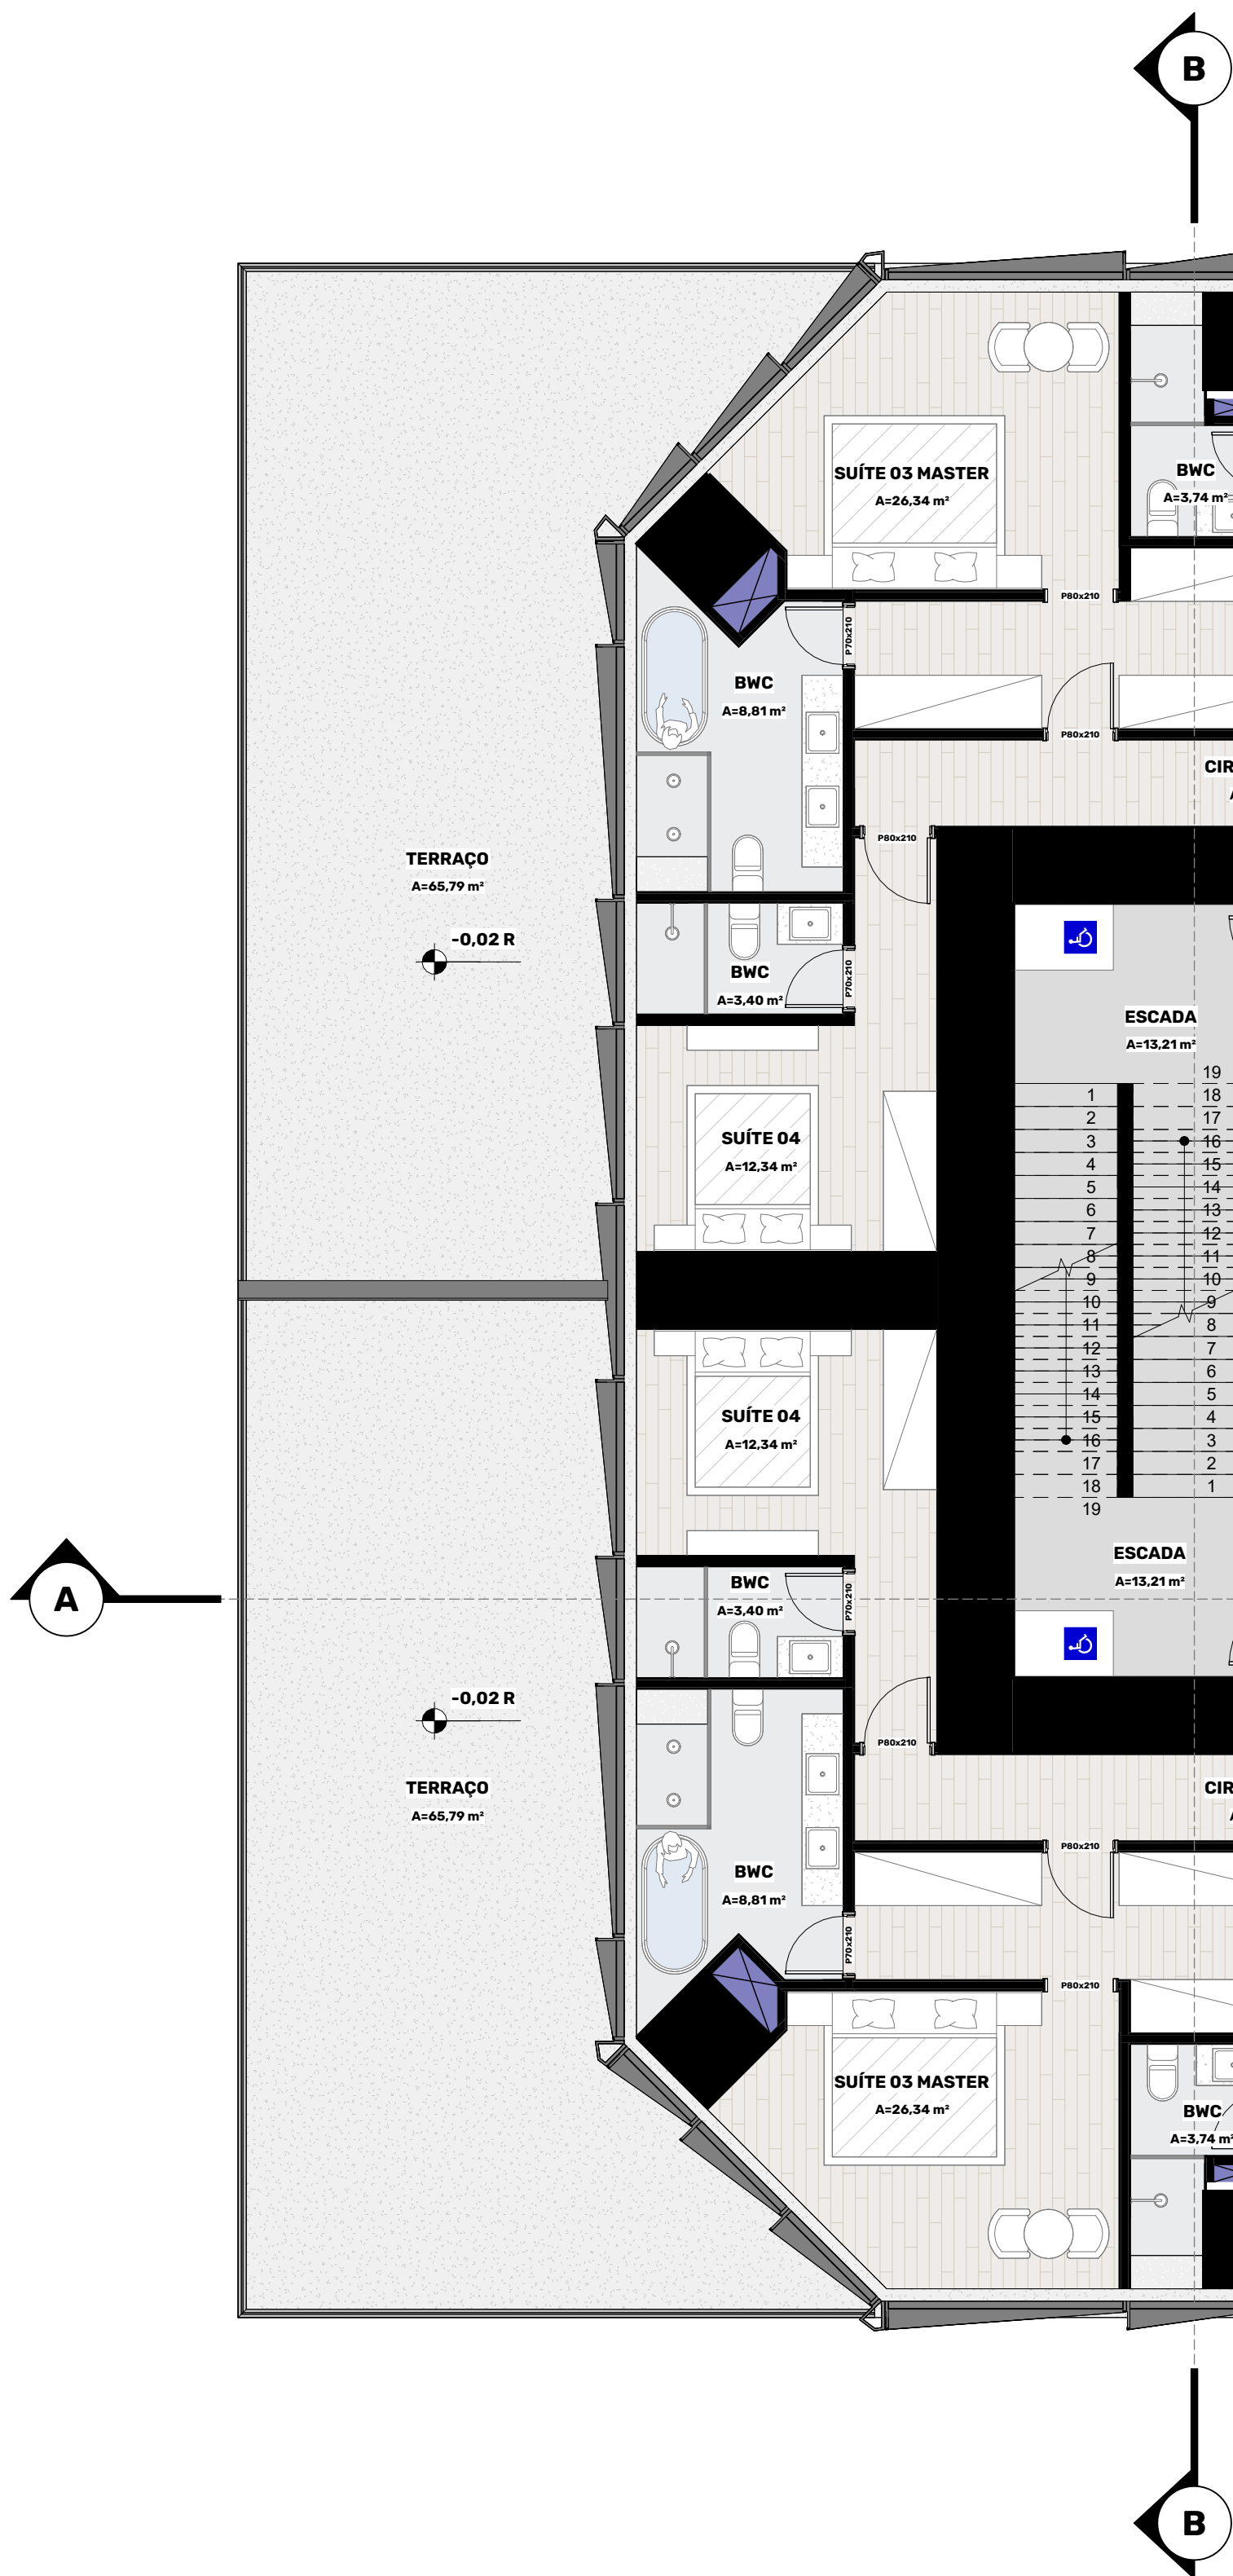 B
SUÍTE 03 MASTER
A=26,34 m²
BWC
A=3,74 m²
P80x210
P70x210
BWC
A=8,81 m²
P80x210
CIR
P80x210
TERRAÇO
A=65,79 m²
-0,02 R
BWC
A=3,40 m²
P70x210
ESCADA
A=13,21 m²
19
1 18
2 17
3 16
4 15
5 14
6 13
7 12
8 11
9 10
10 9
11 8
12 7
13 6
14 5
15 4
16 3
17 2
18 1
19
SUÍTE 04
A=12,34 m²
SUÍTE 04
A=12,34 m²
ESCADA
A=13,21 m²
A
BWC
A=3,40 m²
P70x210
-0,02 R
TERRAÇO
A=65,79 m²
P80x210
CIR
P80x210
BWC
A=8,81 m²
P70x210
P80x210
SUÍTE 03 MASTER
A=26,34 m²
BWC
A=3,74 m²
B